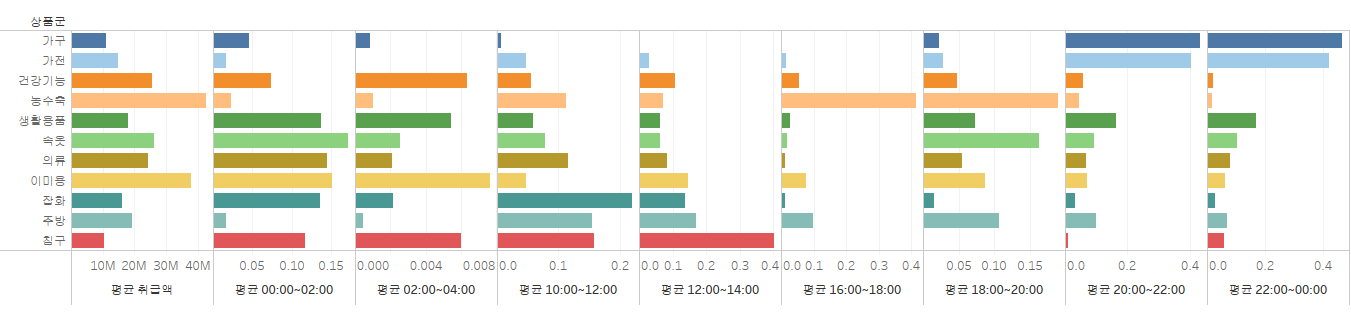 상품군
가구
가전
건강기능
농수축
생활용품
속옷
의류
이미용
잡화
주방
침구
10M 20M 30M 40M 0.05 0.10 0.15 0.000 0.004 0.008 0.0 0.1 0.2 0.0 0.1 0.2 0.3 0.4 0.0 0.1 0.2 0.3 0.4 0.05 0.10 0.15 0.0 0.2 0.4 0.0 0.2 0.4
평균 취급액 평균 00:00~02:00 평균 02:00~04:00 평균 10:00~12:00 평균 12:00~14:00 평균 16:00~18:00 평균 18:00~20:00 평균 20:00~22:00 평균 22:00~00:00